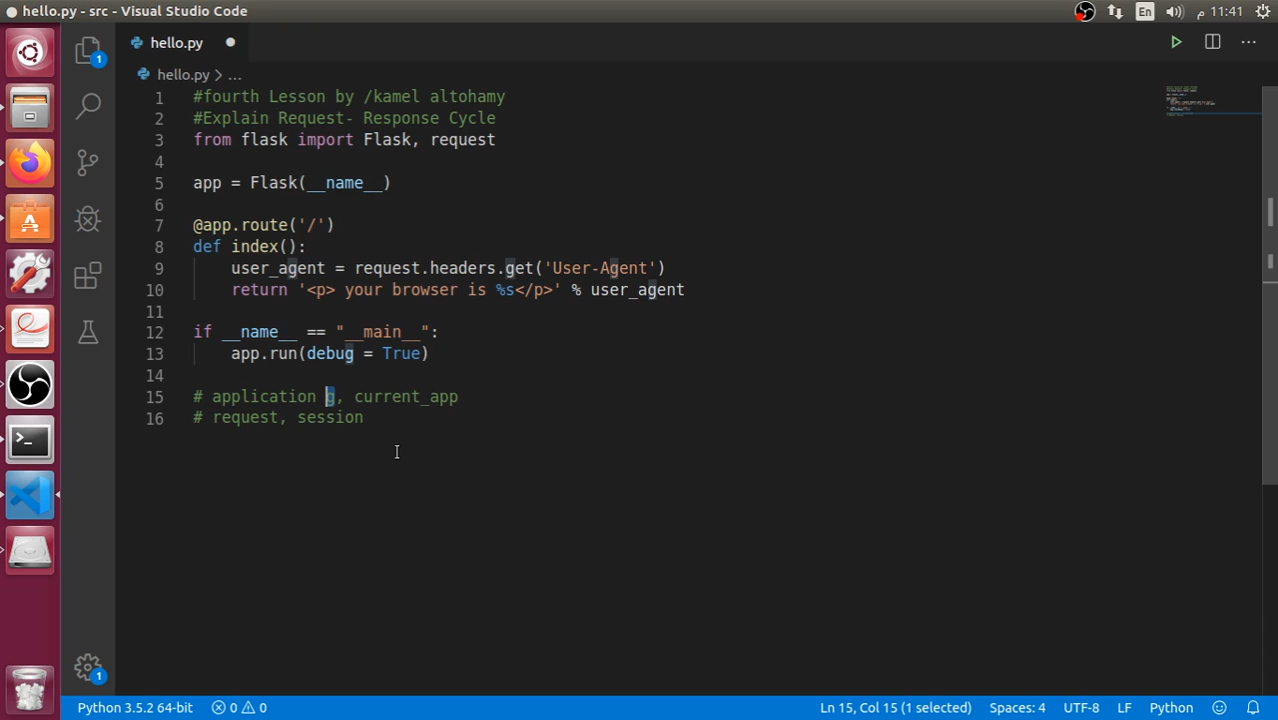 hello.py - src - Visual Studio Code
En
11:41 م
hello.py
1
hello.py > ...
1 #fourth Lesson by /kamel altohamy
2 #Explain Request- Response Cycle
3 from flask import Flask, request
4
5 app = Flask(__name__)
6
7 @app.route('/')
8 def index():
9 user_agent = request.headers.get('User-Agent')
10 return '<p> your browser is %s</p>' % user_agent
11
12 if __name__ == "__main__":
13 app.run(debug = True)
14
15 # application g, current_app
16 # request, session
1
Python 3.5.2 64-bit 0 0 Ln 15, Col 15 (1 selected) Spaces: 4 UTF-8 LF Python